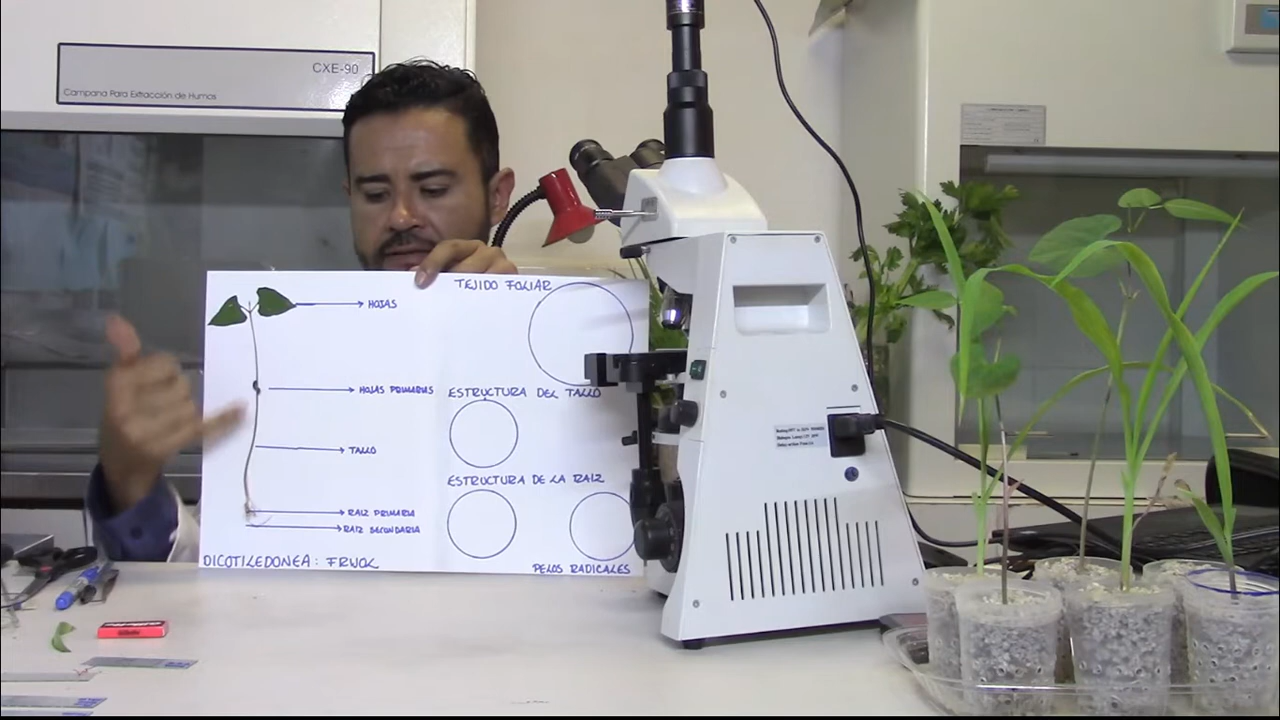 CXE-90
Campana Para Extracción de Humos
TEJIDO FOLIAR
HOJAS
HOJAS PRIMARIAS
ESTRUCTURA DEL TALLO
TALLO
ESTRUCTURA DE LA RAIZ
RAIZ PRIMARIA
RAIZ SECUNDARIA
DICOTILEDONEA: FRIJOL
PELOS RADICALES